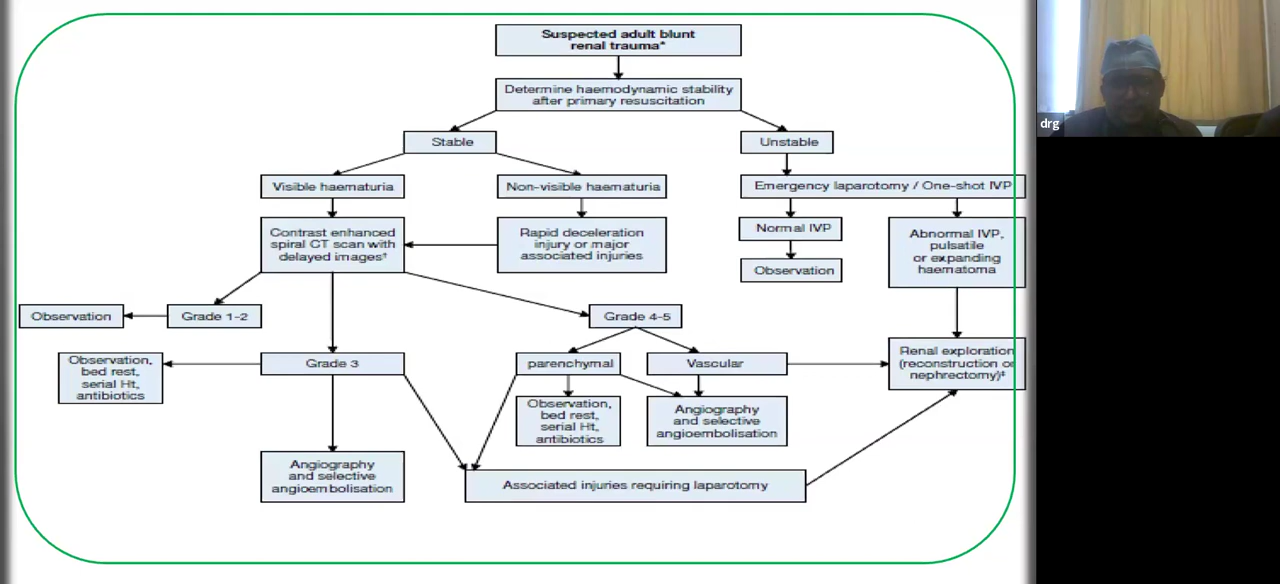 Suspected adult blunt
renal trauma*
Determine haemodynamic stability
after primary resuscitation
Stable
Unstable
Visible haematuria
Non-visible haematuria
Emergency laparotomy / One-shot IVP
Contrast enhanced
spiral CT scan with
delayed images†
Rapid deceleration
injury or major
associated injuries
Normal IVP
Observation
Abnormal IVP,
pulsatile
or expanding
haematoma
Observation
Grade 1-2
Grade 4-5
Observation,
bed rest,
serial Ht,
antibiotics
Grade 3
parenchymal
Vascular
Renal exploration
(reconstruction or
nephrectomy)‡
Observation,
bed rest,
serial Ht,
antibiotics
Angiography
and selective
angioembolisation
Angiography
and selective
angioembolisation
Associated injuries requiring laparotomy
drg